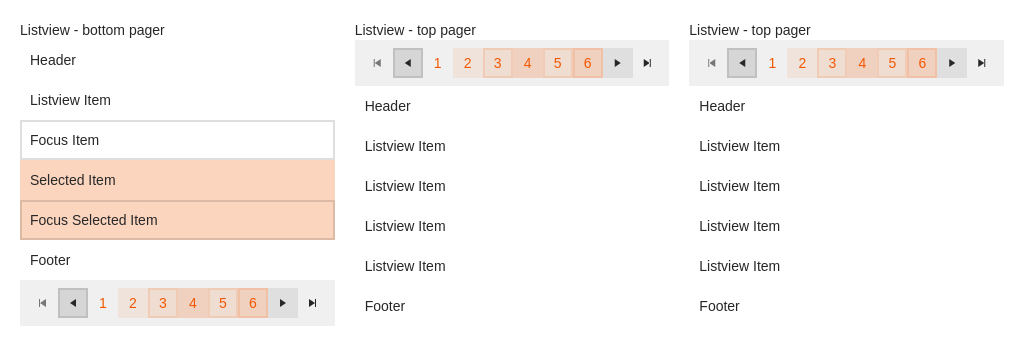 Listview - bottom pager
Header
Listview Item
Focus Item
Selected Item
Focus Selected Item
Footer
1 2 3 4 5 6
Listview - top pager
1 2 3 4 5 6
Header
Listview Item
Listview Item
Listview Item
Listview Item
Footer
Listview - top pager
1 2 3 4 5 6
Header
Listview Item
Listview Item
Listview Item
Listview Item
Footer